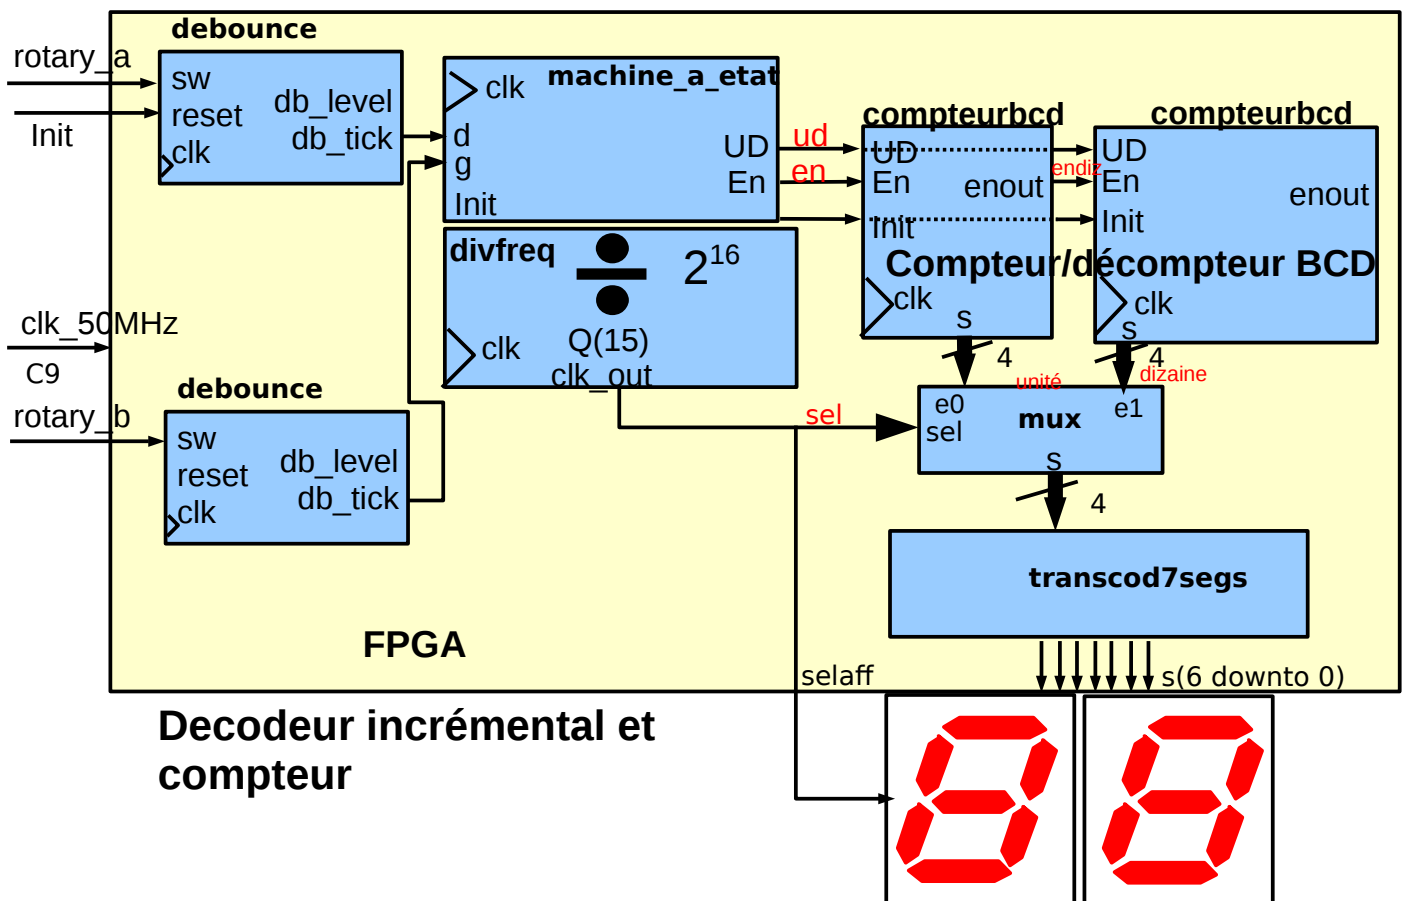 debounce
rotary_a
sw
reset
clk
db_level
db_tick
Init
clk
machine_a_etat
d
g
Init
UD
En
ud
en
compteurbcd
UD
En
enout
Init
clk
s
endiz
compteurbcd
UD
En
enout
Init
clk
s
Compteur/décompteur BCD
divfreq
2^16
clk
Q(15)
clk_out
clk_50MHz
C9
debounce
rotary_b
sw
reset
clk
db_level
db_tick
4
4
unité
dizaine
sel
e0
e1
sel
mux
s
4
transcod7segs
FPGA
selaff
s(6 downto 0)
Decodeur incrémental et
compteur